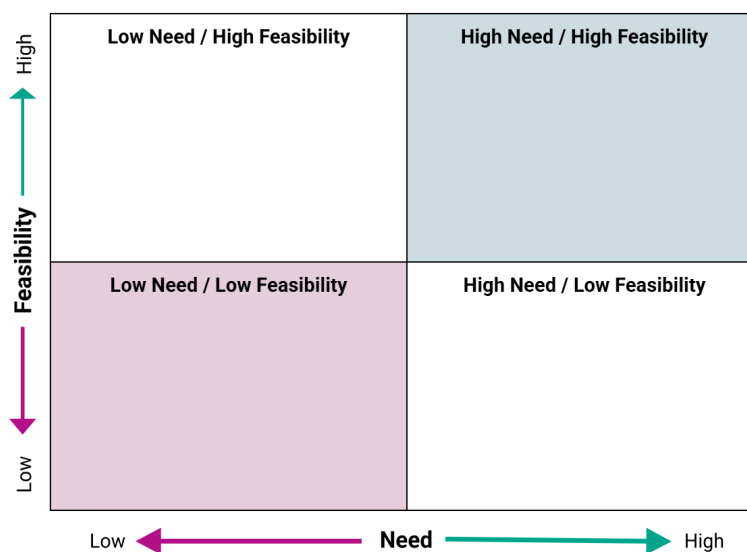 High
Low Need / High Feasibility
High Need / High Feasibility
Feasibility
Low Need / Low Feasibility
High Need / Low Feasibility
Low
Low
Need
High